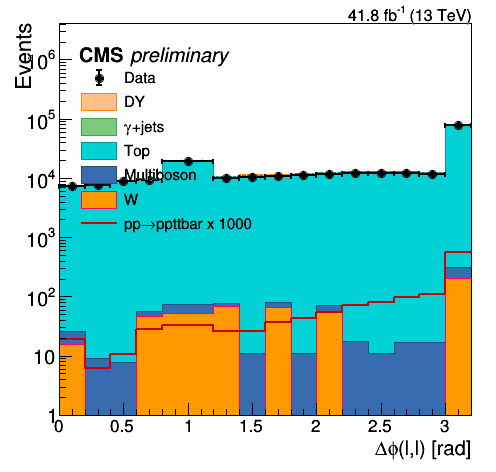 41.8 fb⁻¹ (13 TeV)
Events
CMS preliminary
Data
DY
γ+jets
Top
Multiboson
W
pp→ppttbar x 1000
10⁶
10⁵
10⁴
10³
10²
10
1
0 0.5 1 1.5 2 2.5 3
Δϕ(l,l) [rad]